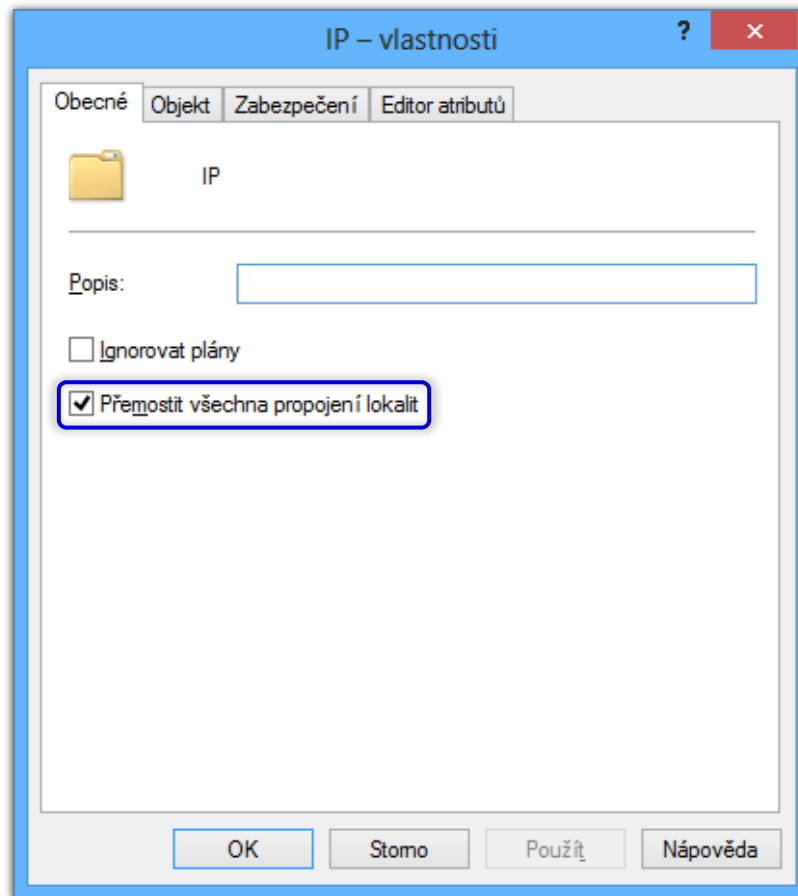 IP – vlastnosti ?
Obecné Objekt Zabezpečení Editor atributů
IP
Popis:
Ignorovat plány
Přemostit všechna propojení lokalit
OK Storno Použít Nápověda